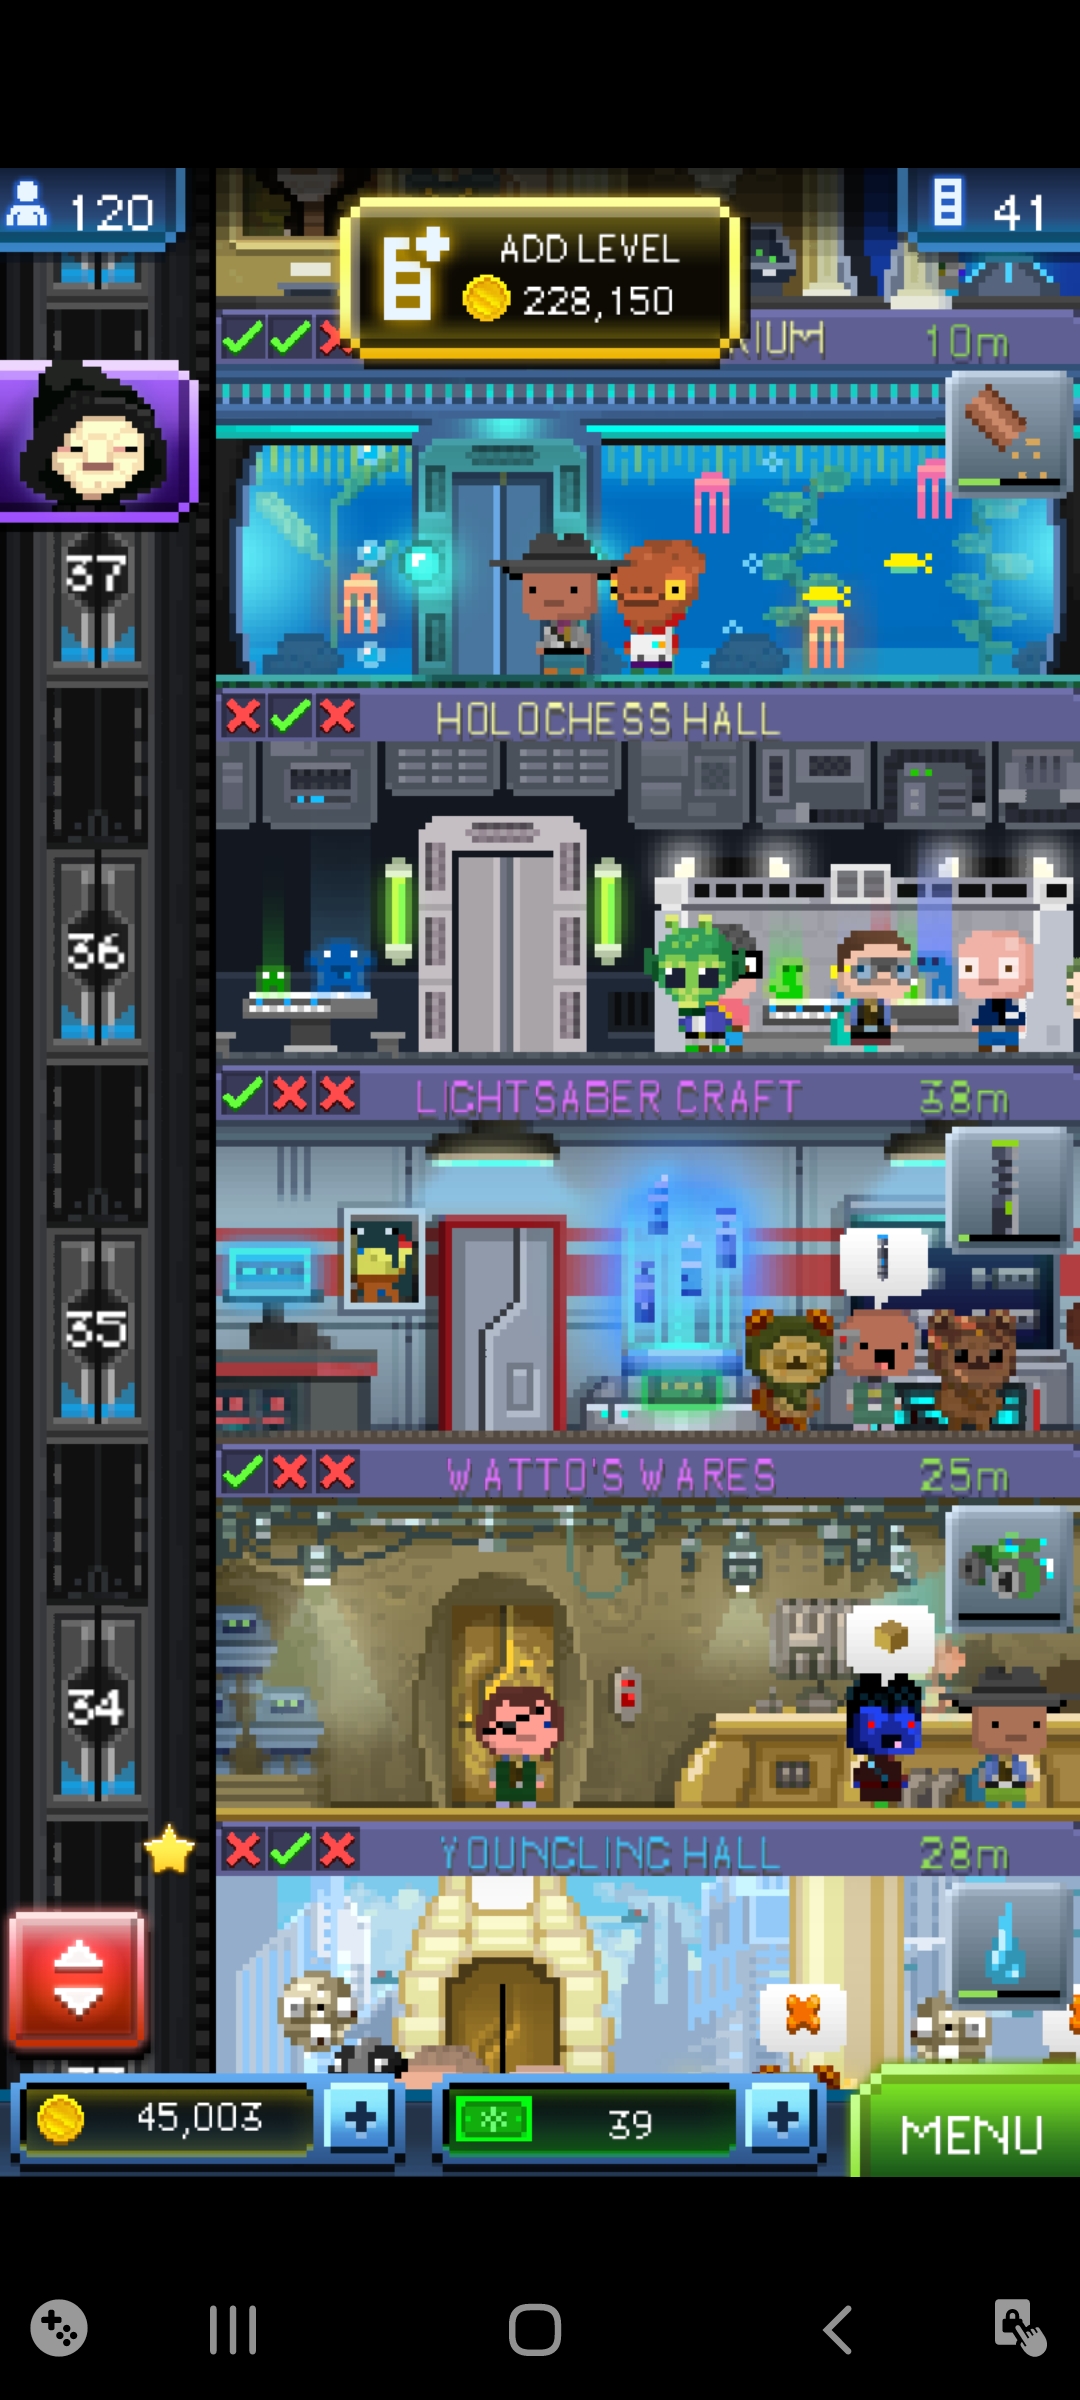 120
ADD LEVEL
228,150
41
RIUM
10m
37
HOLOCHESS HALL
36
LIGHTSABER CRAFT
38m
35
WATTO'S WARES
25m
34
YOUNGLING HALL
28m
45,003
39
MENU